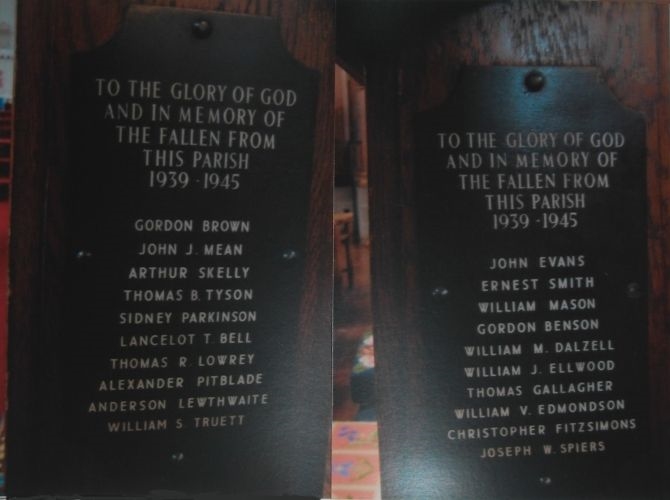 TO THE GLORY OF GOD
AND IN MEMORY OF
THE FALLEN FROM
THIS PARISH
1939 - 1945
GORDON BROWN
JOHN J. MEAN
ARTHUR SKELLY
THOMAS B. TYSON
SIDNEY PARKINSON
LANCELOT T. BELL
THOMAS R. LOWREY
ALEXANDER PITBLADE
ANDERSON LEWTHWAITE
WILLIAM S. TRUETT
TO THE GLORY OF GOD
AND IN MEMORY OF
THE FALLEN FROM
THIS PARISH
1939 - 1945
JOHN EVANS
ERNEST SMITH
WILLIAM MASON
GORDON BENSON
WILLIAM M. DALZELL
WILLIAM J. ELLWOOD
THOMAS GALLAGHER
WILLIAM V. EDMONDSON
CHRISTOPHER FITZSIMONS
JOSEPH W. SPIERS